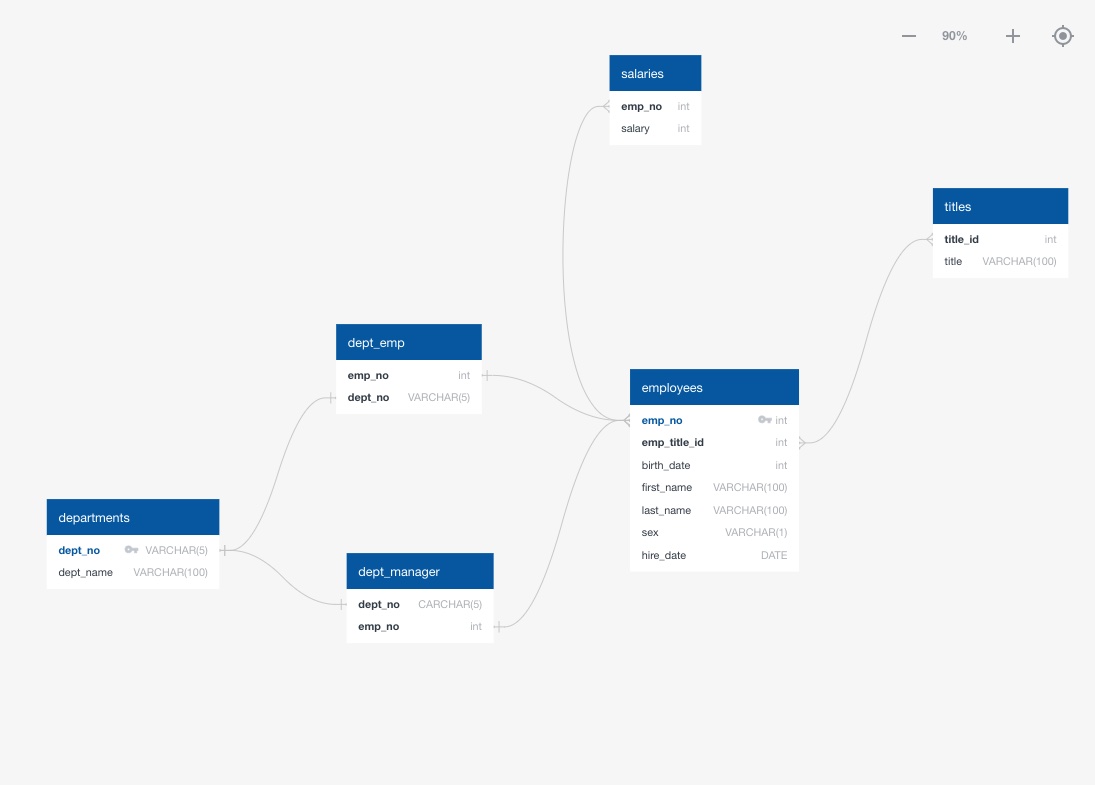 90%
salaries
emp_no int
salary int
titles
title_id int
title VARCHAR(100)
dept_emp
emp_no int
dept_no VARCHAR(5)
employees
emp_no int
emp_title_id int
birth_date int
first_name VARCHAR(100)
last_name VARCHAR(100)
sex VARCHAR(1)
hire_date DATE
departments
dept_no VARCHAR(5)
dept_name VARCHAR(100)
dept_manager
dept_no CARCHAR(5)
emp_no int